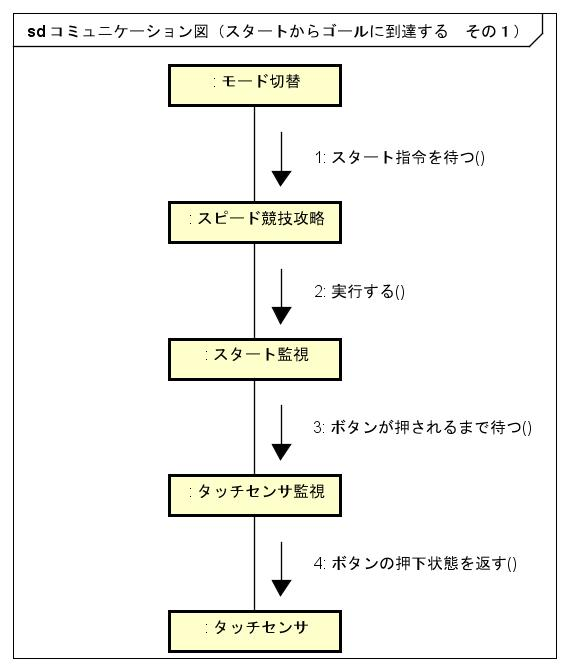 sd コミュニケーション図（スタートからゴールに到達する　その１）
: モード切替
1: スタート指令を待つ()
: スピード競技攻略
2: 実行する()
: スタート監視
3: ボタンが押されるまで待つ()
: タッチセンサ監視
4: ボタンの押下状態を返す()
: タッチセンサ